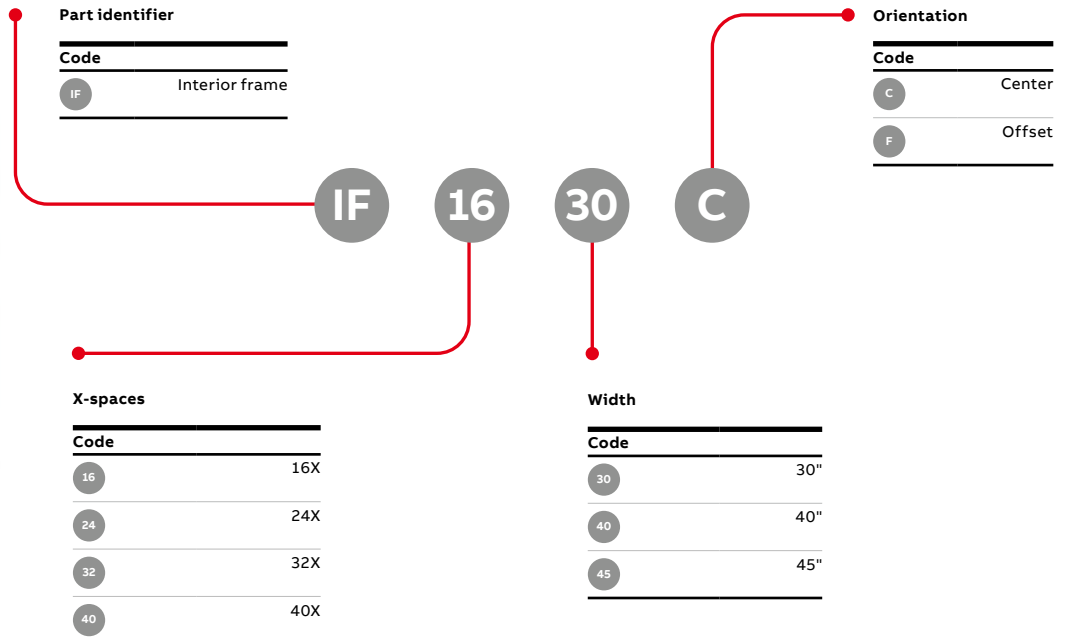 Part identifier
Code
IF Interior frame
Orientation
Code
C Center
F Offset
IF 16 30 C
X-spaces
Code
16 16X
24 24X
32 32X
40 40X
Width
Code
30 30"
40 40"
45 45"